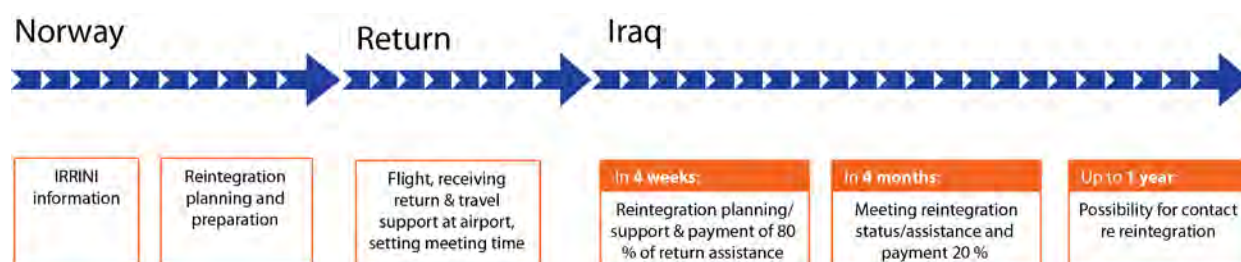 Norway
Return
Iraq
IRRINI
information
Reintegration
planning and
preparation
Flight, receiving
return & travel
support at airport,
setting meeting time
In 4 weeks:
Reintegration planning/
support & payment of 80
% of return assistance
In 4 months:
Meeting reintegration
status/assistance and
payment 20 %
Up to 1 year:
Possibility for contact
re reintegration